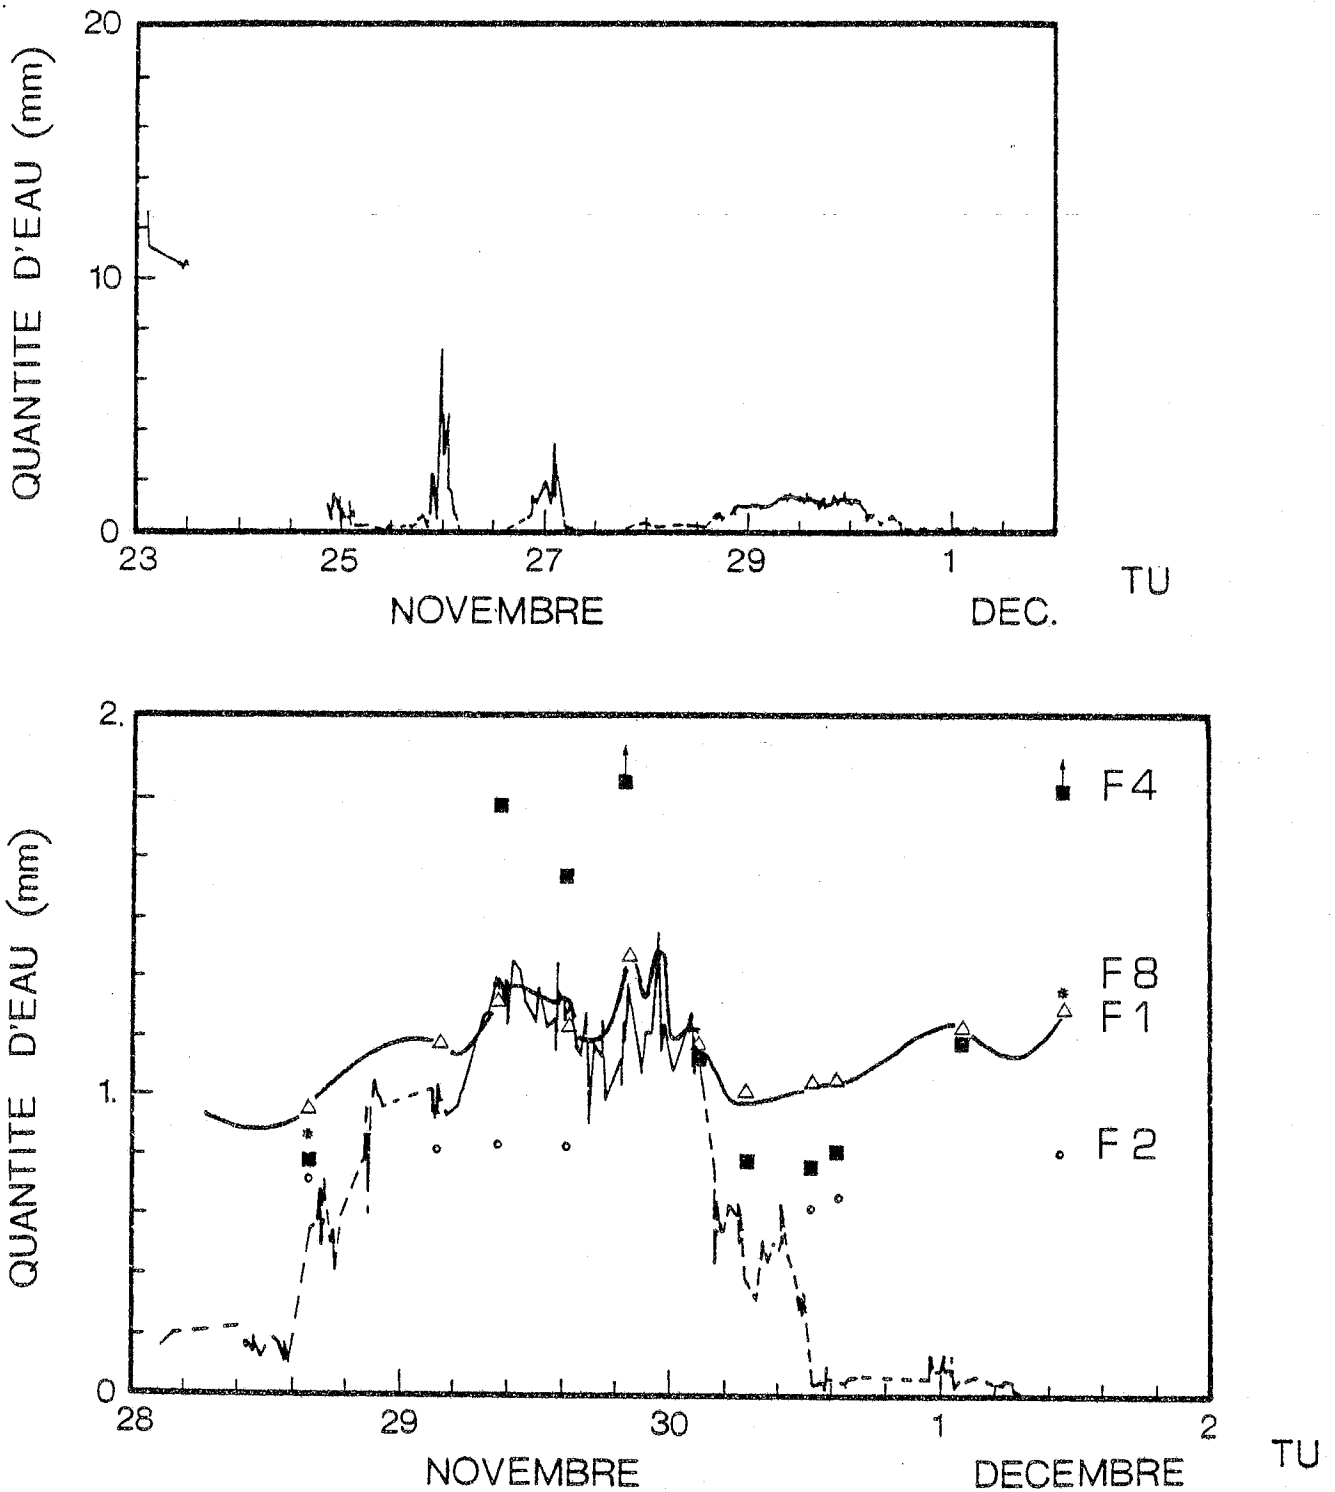 20
10
0
QUANTITE D'EAU (mm)
23 25 27 29 1
TU
NOVEMBRE DEC.
2.
1.
0
QUANTITE D'EAU (mm)
F4
F8
F1
F2
28 29 30 1 2
TU
NOVEMBRE DECEMBRE